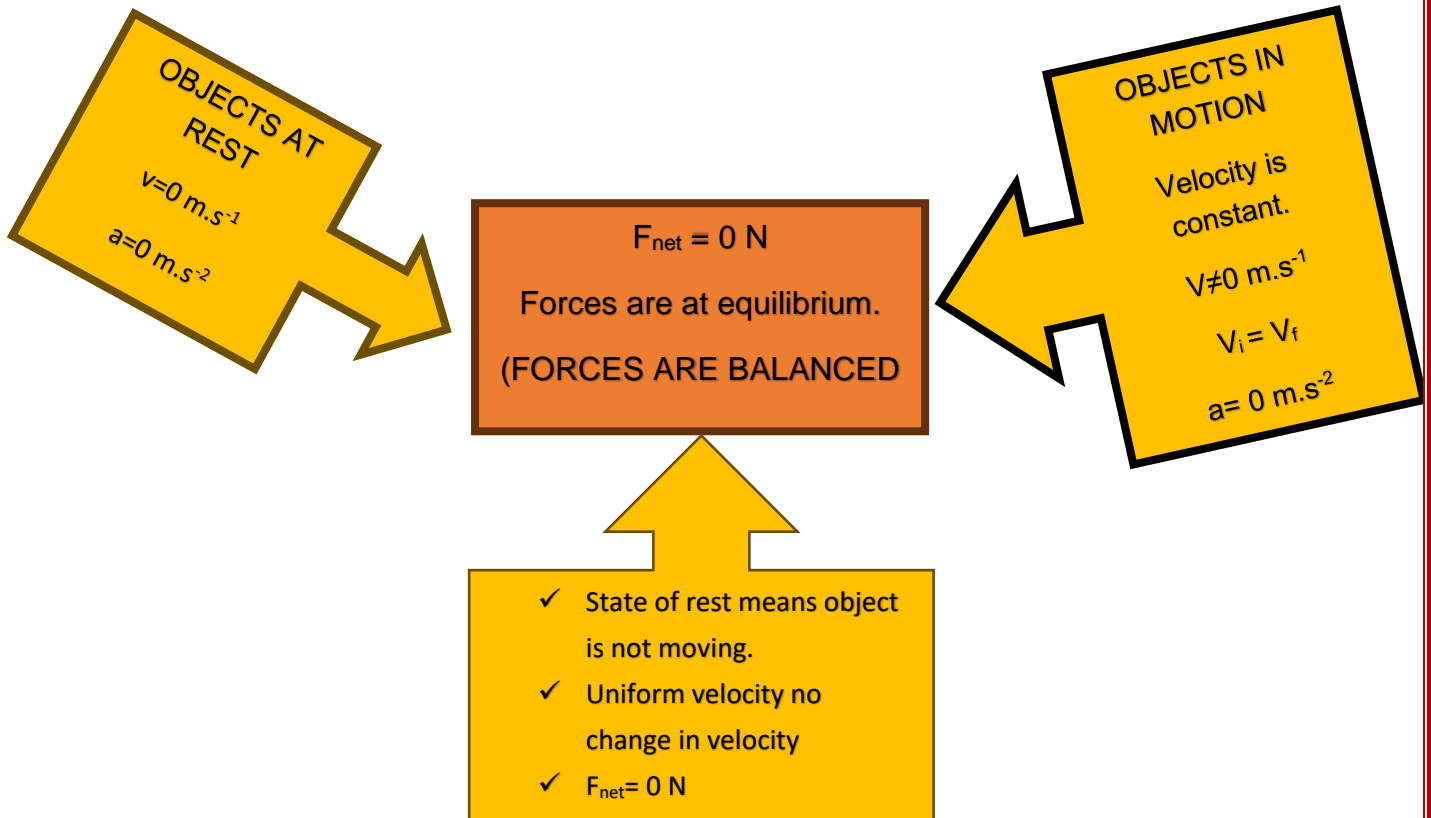 OBJECTS AT
REST
v=0 m.s-1
a=0 m.s-2
OBJECTS IN
MOTION
Velocity is
constant.
V≠0 m.s-1
Vi = Vf
a= 0 m.s-2
Fnet = 0 N
Forces are at equilibrium.
(FORCES ARE BALANCED
✓ State of rest means object
is not moving.
✓ Uniform velocity no
change in velocity
✓ Fnet= 0 N